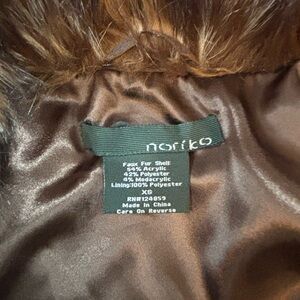 noriko
Faux Fur Shell
54% Acrylic
42% Polyester
4% Modacrylic
Lining:100% Polyester
XS
RN#124859
Made in China
Care On Reverse